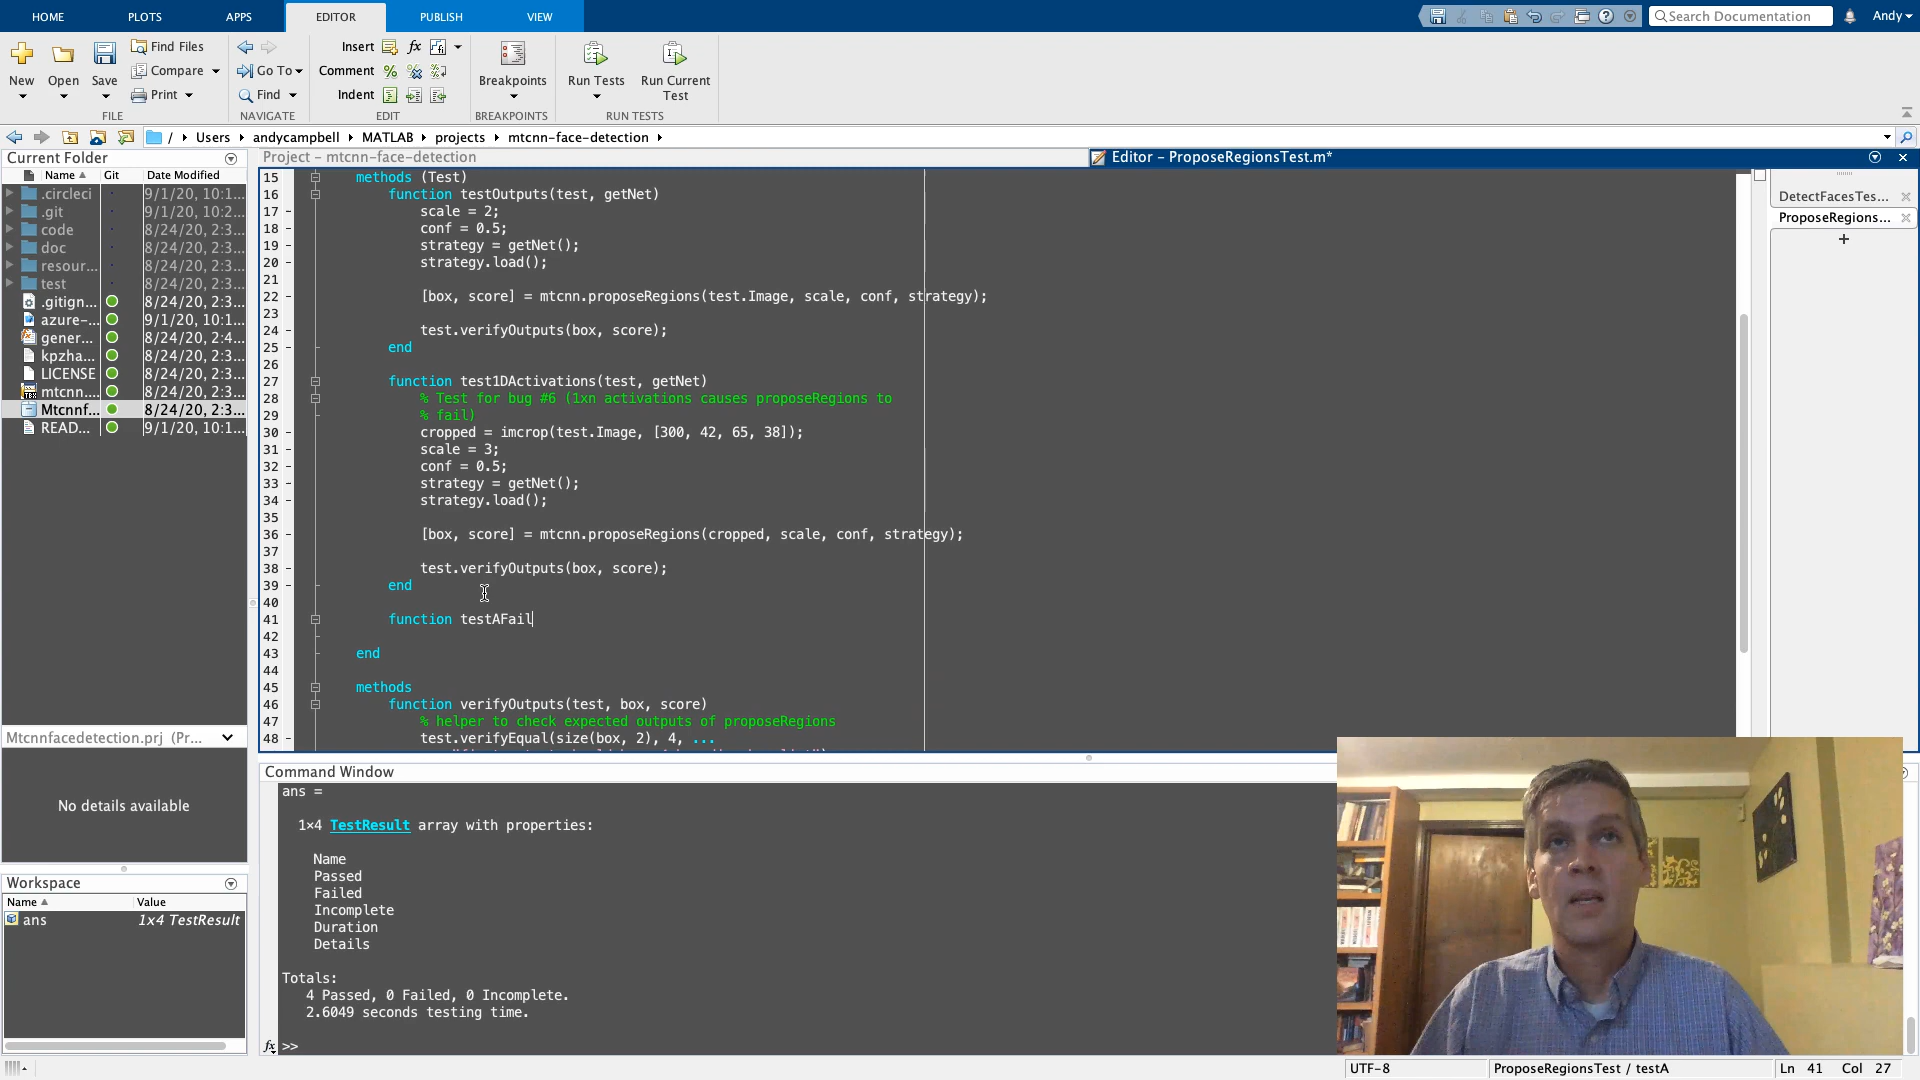 HOME PLOTS APPS EDITOR PUBLISH VIEW
Search Documentation
Andy
New Open Save
Find Files
Compare
Print
Go To
Find
Insert
Comment
Indent
Breakpoints
Run Tests
Run Current
Test
FILE NAVIGATE EDIT BREAKPOINTS RUN TESTS
/ Users andycampbell MATLAB projects mtcnn-face-detection
Current Folder
Name Git Date Modified
.circleci 9/1/20, 10:1...
.git 9/1/20, 10:2...
code 8/24/20, 2:3...
doc 8/24/20, 2:3...
resour... 8/24/20, 2:3...
test 8/24/20, 2:3...
.gitign... 8/24/20, 2:3...
azure-... 9/1/20, 10:1...
gener... 8/24/20, 2:4...
kpzha... 8/24/20, 2:3...
LICENSE 8/24/20, 2:3...
mtcnn.... 8/24/20, 2:3...
Mtcnnf... 8/24/20, 2:3...
READ... 9/1/20, 10:1...
Mtcnnfacedetection.prj (Pr...
No details available
Workspace
Name Value
ans 1x4 TestResult
Project - mtcnn-face-detection
Editor - ProposeRegionsTest.m*
DetectFacesTes...
ProposeRegions...
+
15 methods (Test)
16 function testOutputs(test, getNet)
17 - scale = 2;
18 - conf = 0.5;
19 - strategy = getNet();
20 - strategy.load();
21
22 - [box, score] = mtcnn.proposeRegions(test.Image, scale, conf, strategy);
23
24 - test.verifyOutputs(box, score);
25 - end
26
27 function test1DActivations(test, getNet)
28 % Test for bug #6 (1xn activations causes proposeRegions to
29 % fail)
30 - cropped = imcrop(test.Image, [300, 42, 65, 38]);
31 - scale = 3;
32 - conf = 0.5;
33 - strategy = getNet();
34 - strategy.load();
35
36 - [box, score] = mtcnn.proposeRegions(cropped, scale, conf, strategy);
37
38 - test.verifyOutputs(box, score);
39 - end
40
41 function testAFail
42
43 end
44
45 methods
46 function verifyOutputs(test, box, score)
47 % helper to check expected outputs of proposeRegions
48 - test.verifyEqual(size(box, 2), 4, ...
Command Window
ans =
1×4 TestResult array with properties:
Name
Passed
Failed
Incomplete
Duration
Details
Totals:
4 Passed, 0 Failed, 0 Incomplete.
2.6049 seconds testing time.
fx >>
UTF-8 ProposeRegionsTest / testA Ln 41 Col 27